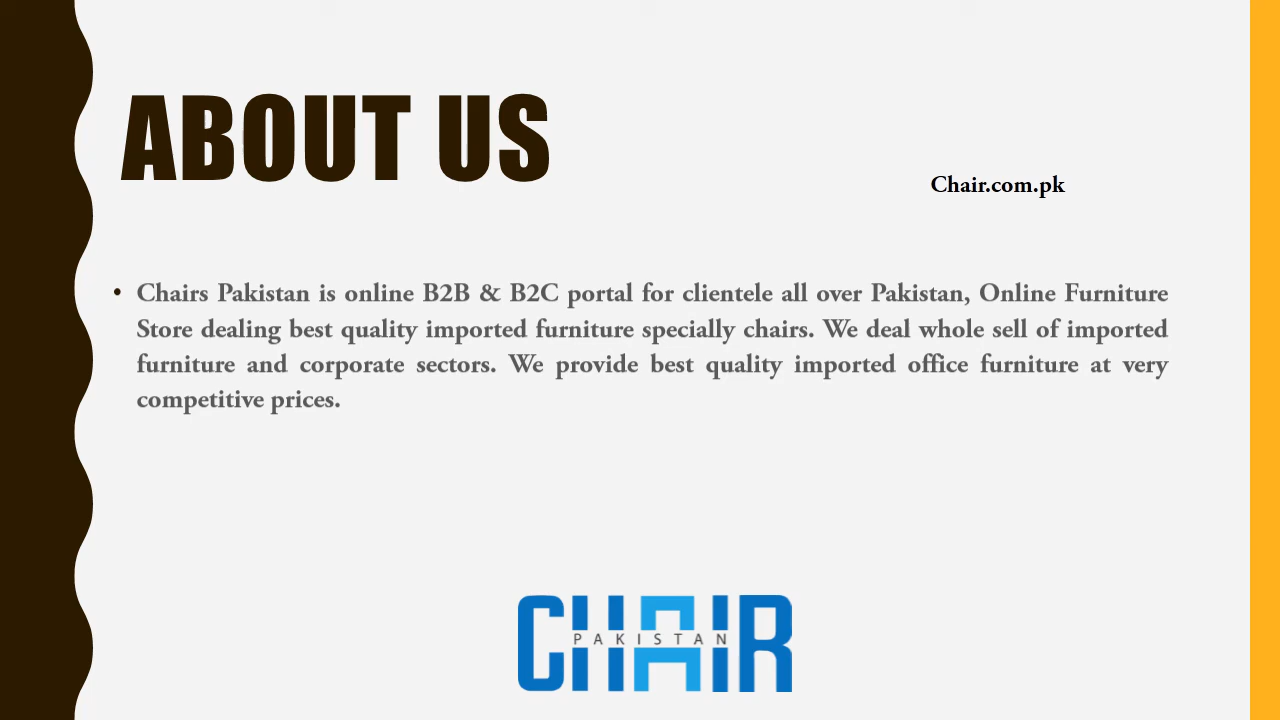 ABOUT US
Chair.com.pk
• Chairs Pakistan is online B2B & B2C portal for clientele all over Pakistan, Online Furniture
Store dealing best quality imported furniture specially chairs. We deal whole sell of imported
furniture and corporate sectors. We provide best quality imported office furniture at very
competitive prices.
CHAIR
PAKISTAN